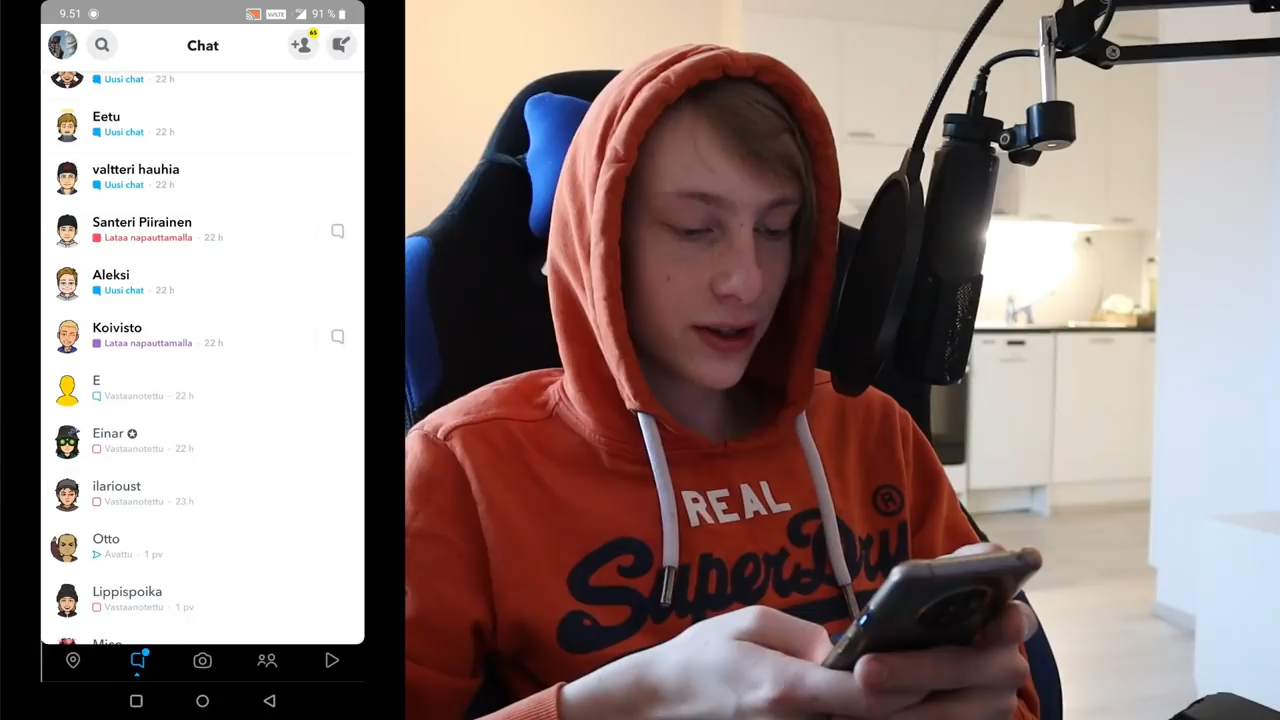 9.51
VoLTE
91 %
Chat
65
Uusi chat · 22 h
Eetu
Uusi chat · 22 h
valtteri hauhia
Uusi chat · 22 h
Santeri Piirainen
Lataa napauttamalla · 22 h
Aleksi
Uusi chat · 22 h
Koivisto
Lataa napauttamalla · 22 h
E
Vastaanotettu · 22 h
Einar
Vastaanotettu · 22 h
ilarioust
Vastaanotettu · 23 h
Otto
Avattu · 1 pv
Lippispoika
Vastaanotettu · 1 pv
REAL
SuperDry
®